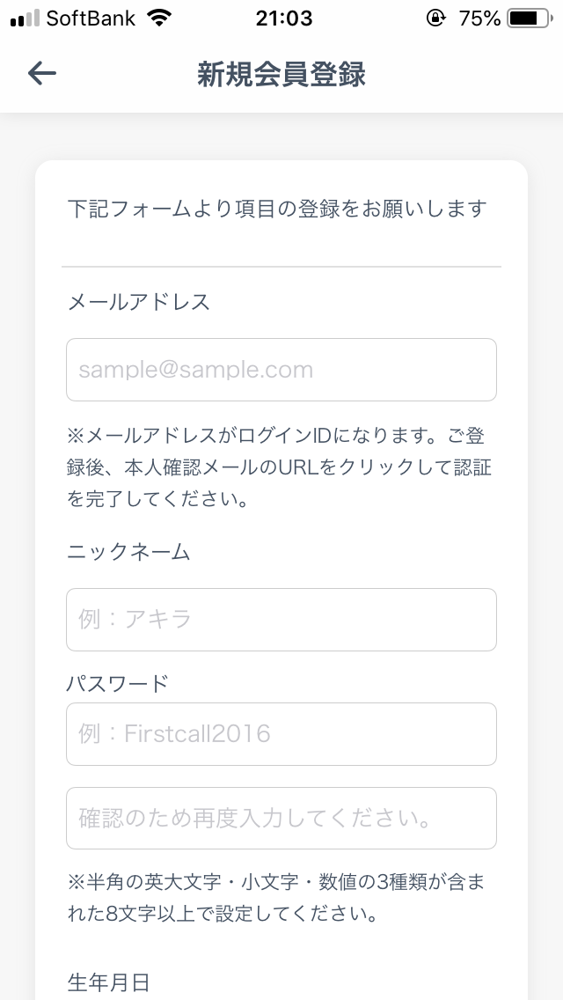 SoftBank 21:03 75%
新規会員登録
下記フォームより項目の登録をお願いします
メールアドレス
sample@sample.com
※メールアドレスがログインIDになります。ご登
録後、本人確認メールのURLをクリックして認証
を完了してください。
ニックネーム
例：アキラ
パスワード
例：Firstcall2016
確認のため再度入力してください。
※半角の英大文字・小文字・数値の3種類が含ま
れた8文字以上で設定してください。
生年月日